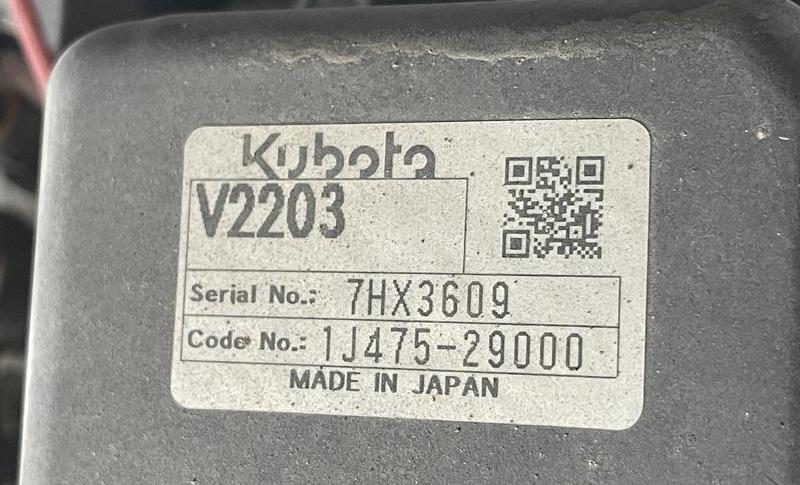 Kubota
V2203
Serial No.: 7HX3609
Code No.: 1J475-29000
MADE IN JAPAN